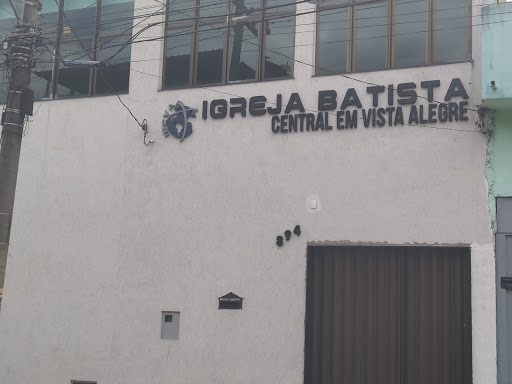 IGREJA BATISTA
CENTRAL EM VISTA ALEGRE
894